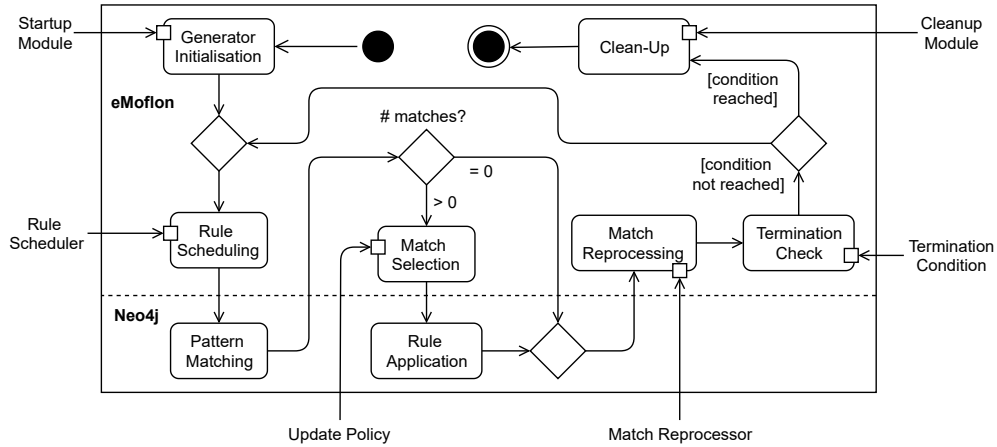 Startup
Module
Generator
Initialisation
Clean-Up
Cleanup
Module
[condition
reached]
eMoflon
# matches?
= 0
[condition
not reached]
> 0
Rule
Scheduler
Rule
Scheduling
Match
Selection
Match
Reprocessing
Termination
Check
Termination
Condition
Neo4j
Pattern
Matching
Rule
Application
Update Policy
Match Reprocessor